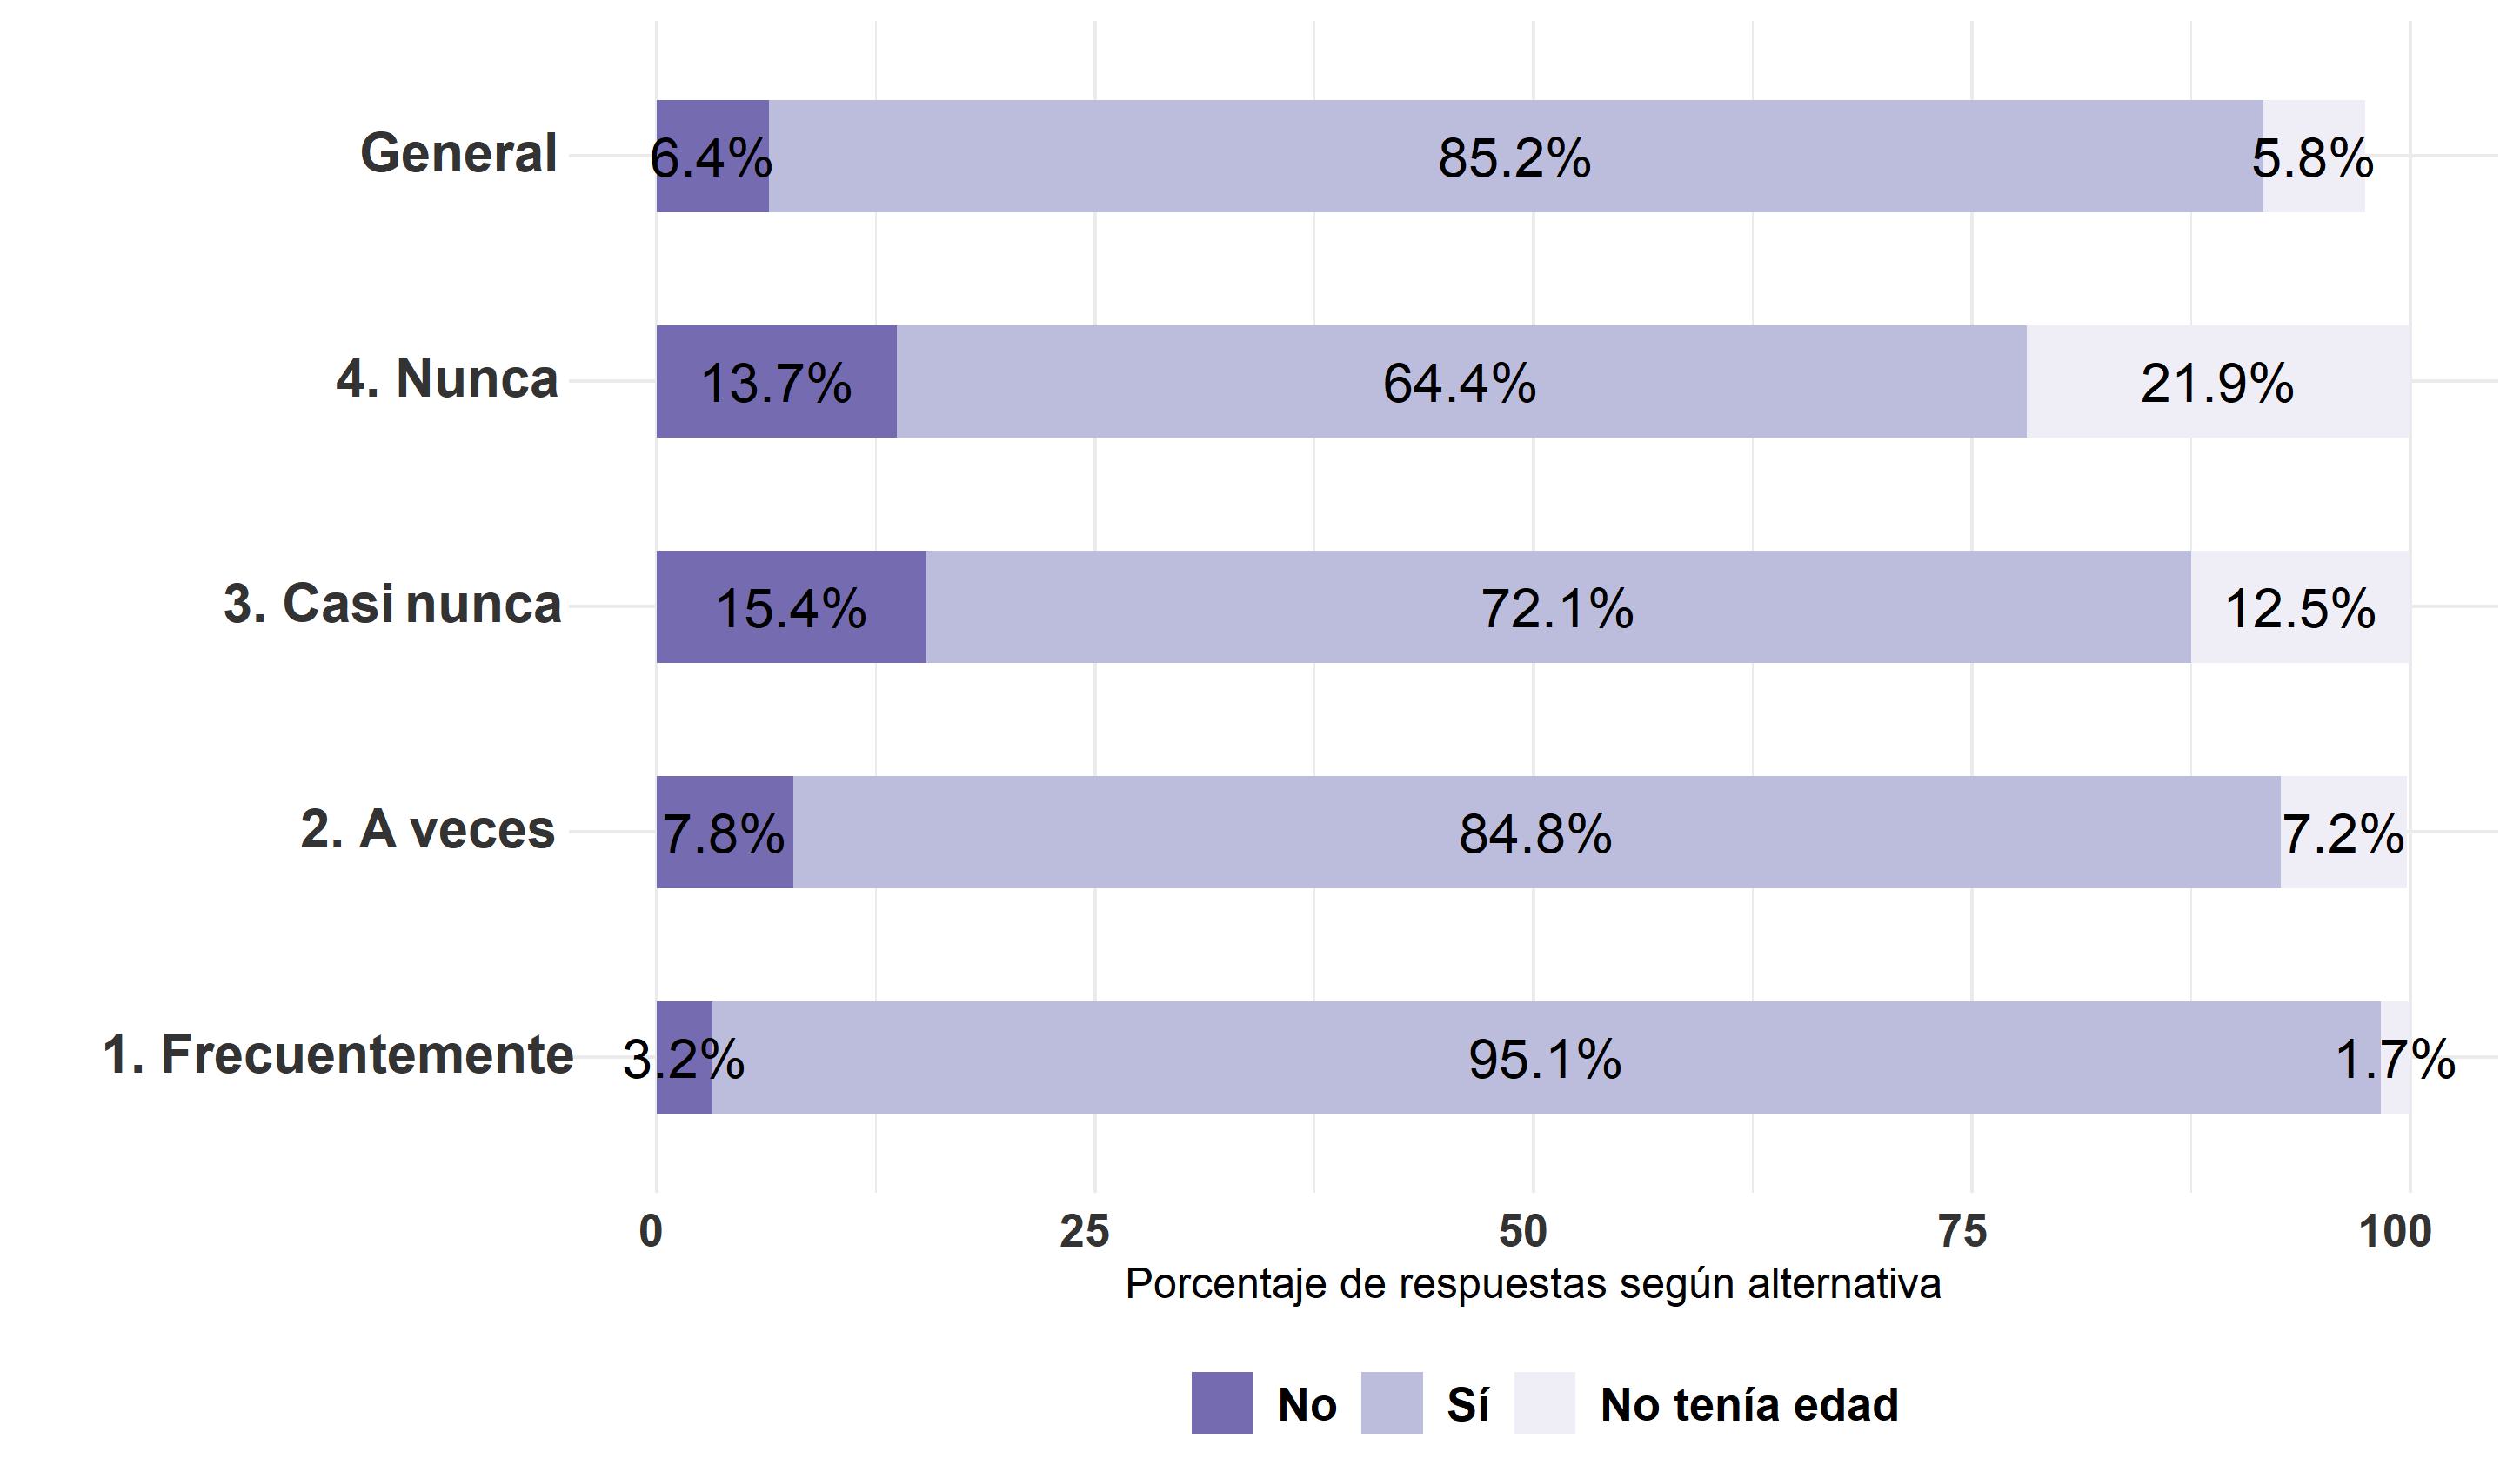 General 6.4% 85.2% 5.8%
4. Nunca 13.7% 64.4% 21.9%
3. Casi nunca 15.4% 72.1% 12.5%
2. A veces 7.8% 84.8% 7.2%
1. Frecuentemente 3.2% 95.1% 1.7%
0 25 50 75 100
Porcentaje de respuestas según alternativa
No Sí No tenía edad